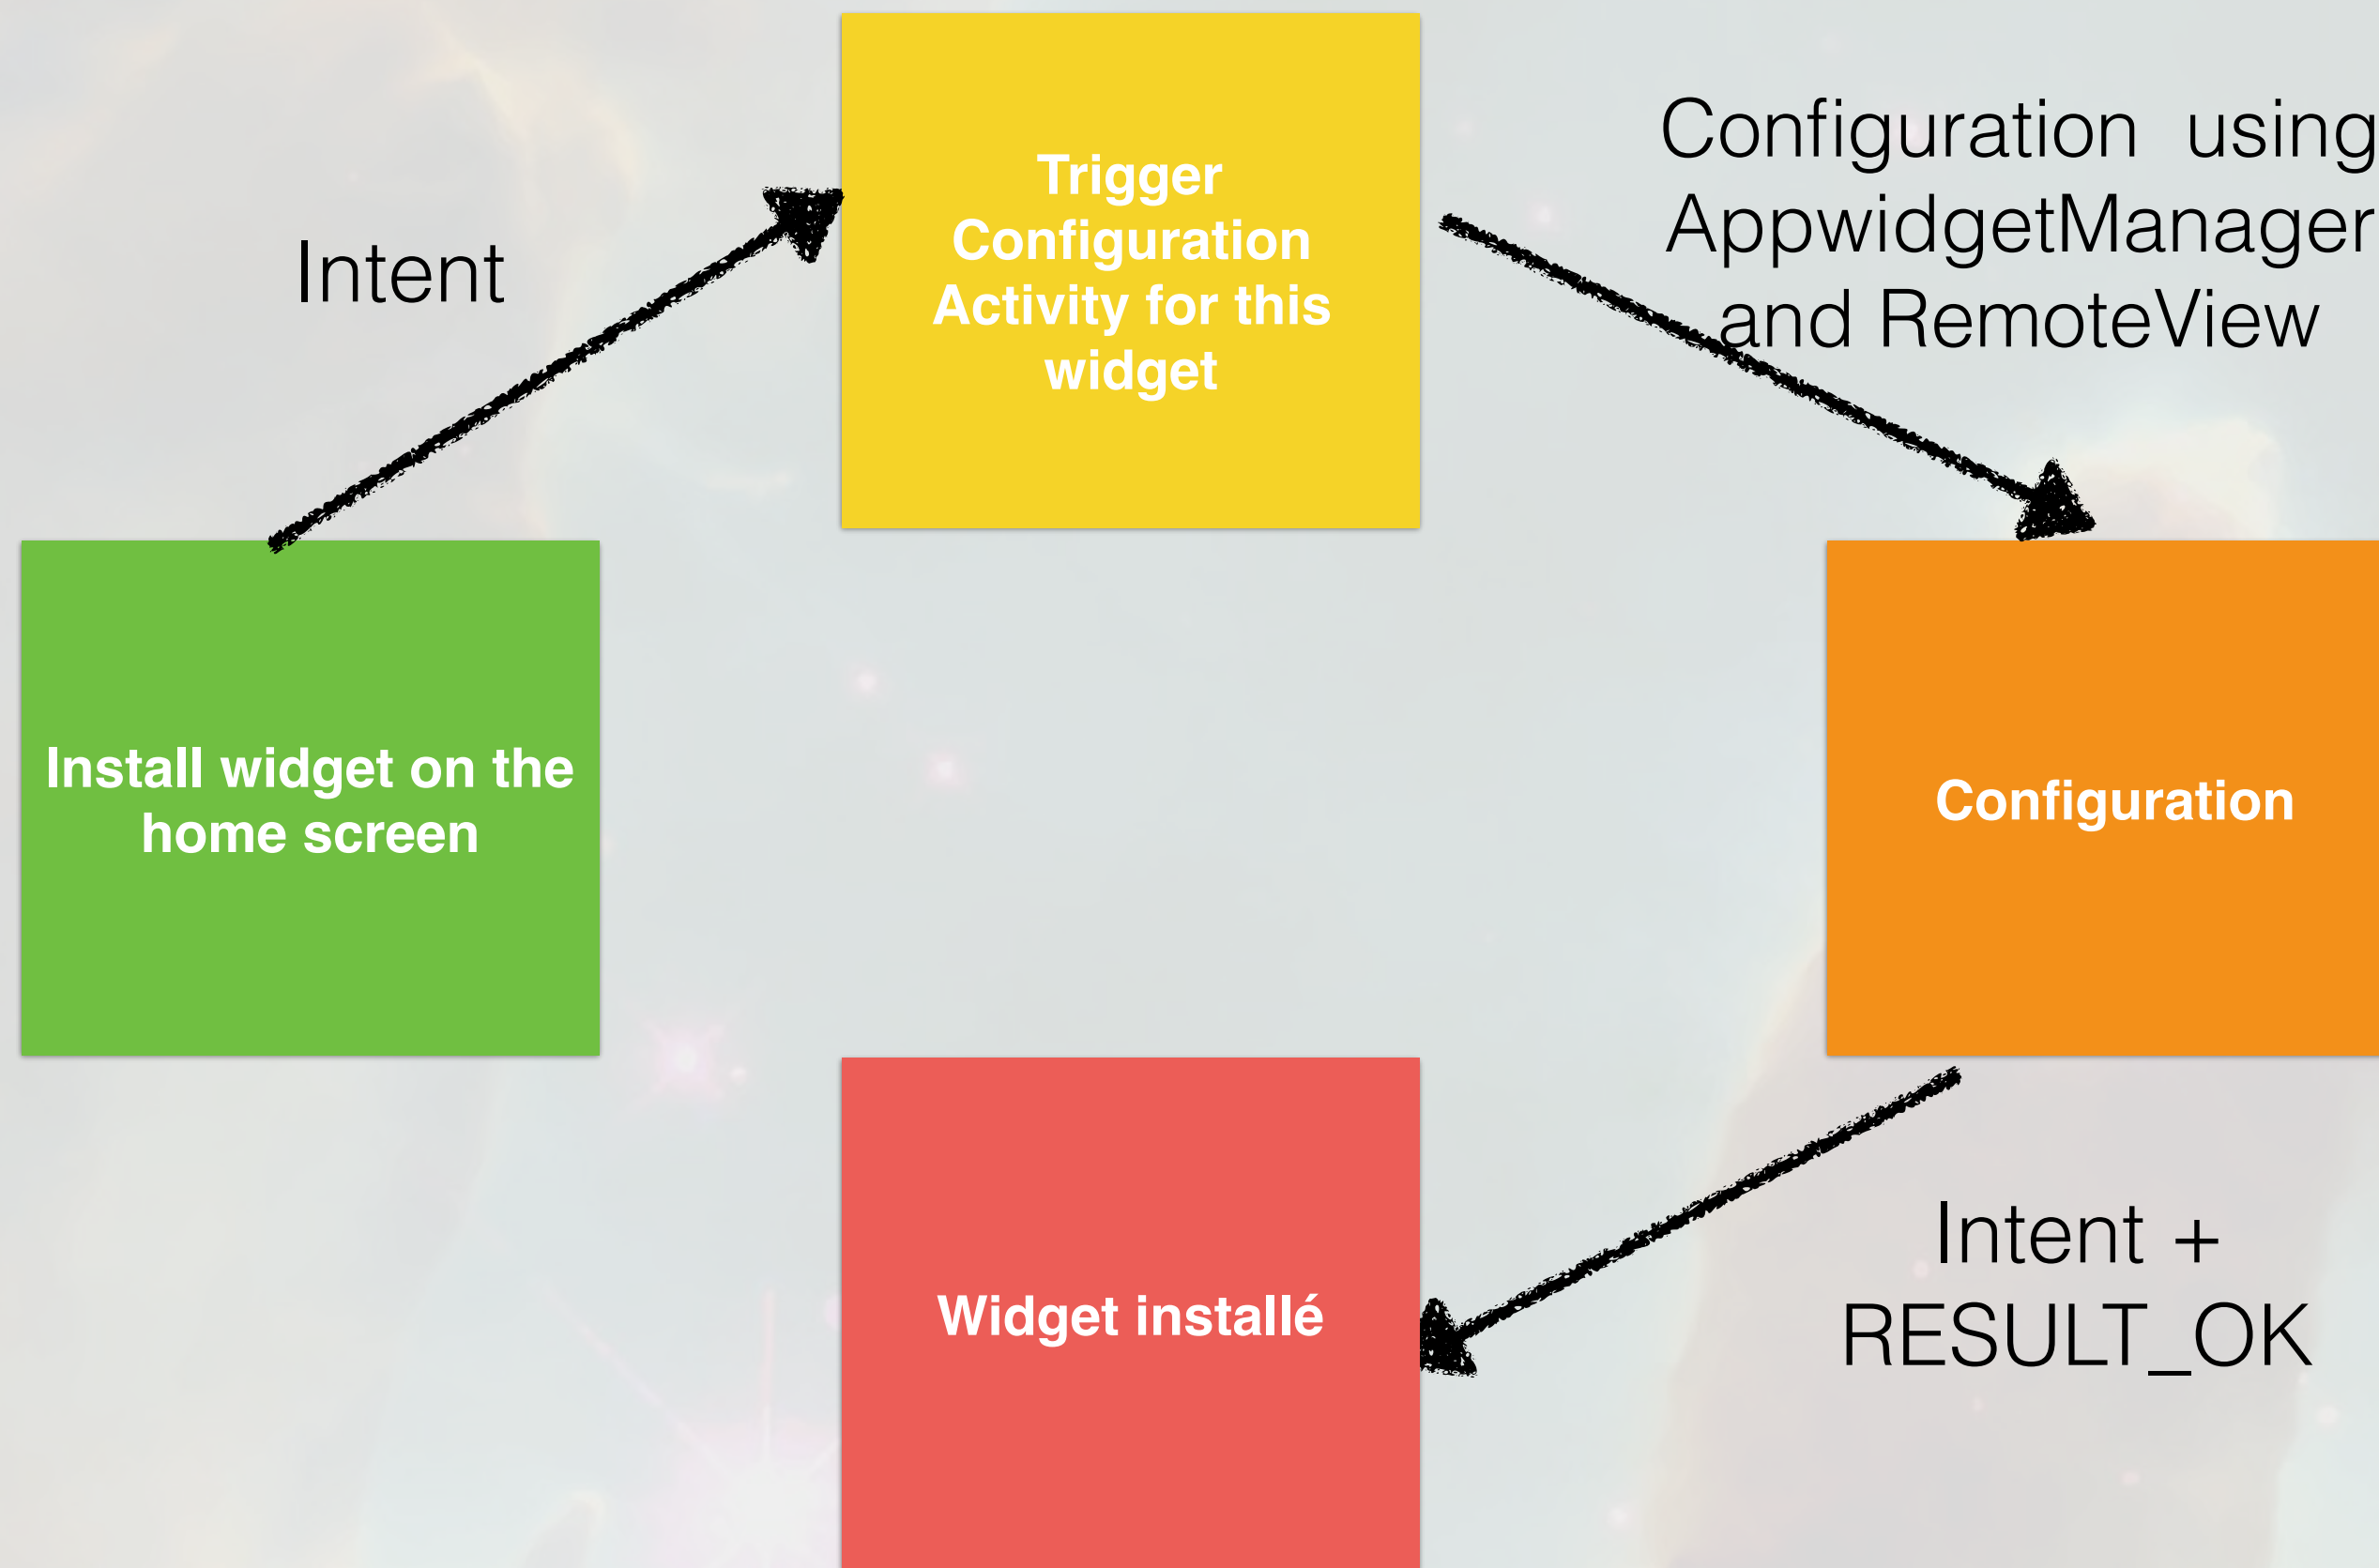 Intent
Trigger
Configuration
Activity for this
widget
Configuration using
AppwidgetManager
and RemoteView
Install widget on the
home screen
Configuration
Widget installé
Intent +
RESULT_OK